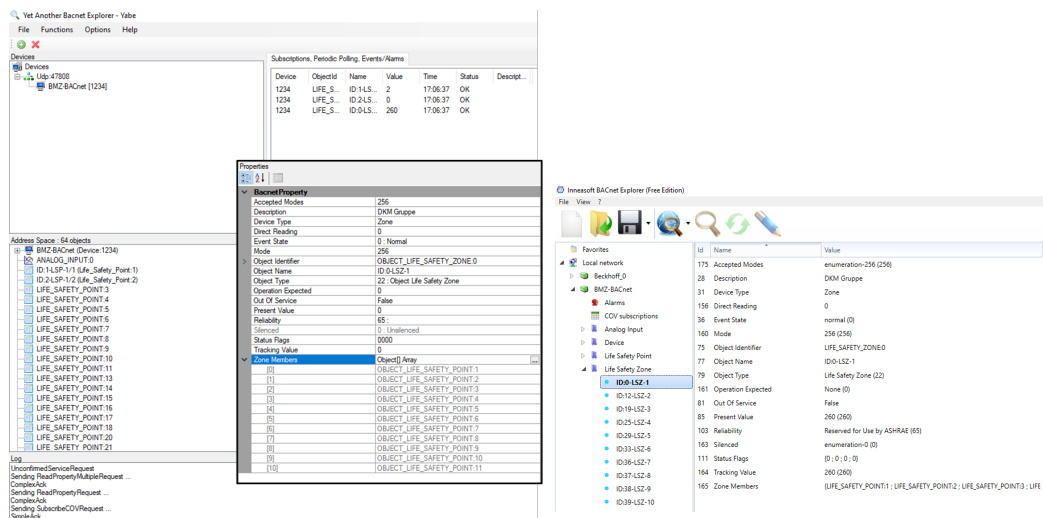 Yet Another Bacnet Explorer - Yabe
File Functions Options Help
Devices
Devices
Udp:47808
BMZ-BACnet [1234]
Subscriptions, Periodic Polling, Events/Alarms
Device ObjectId Name Value Time Status Descript...
1234 LIFE_S... ID:1-LS... 2 17:06:37 OK
1234 LIFE_S... ID:2-LS... 0 17:06:37 OK
1234 LIFE_S... ID:0-LS... 260 17:06:37 OK
Address Space : 64 objects
BMZ-BACnet (Device:1234)
ANALOG_INPUT:0
ID:1-LSP-1/1 (Life_Safety_Point:1)
ID:2-LSP-1/2 (Life_Safety_Point:2)
LIFE_SAFETY_POINT:3
LIFE_SAFETY_POINT:4
LIFE_SAFETY_POINT:5
LIFE_SAFETY_POINT:6
LIFE_SAFETY_POINT:7
LIFE_SAFETY_POINT:8
LIFE_SAFETY_POINT:9
LIFE_SAFETY_POINT:10
LIFE_SAFETY_POINT:11
LIFE_SAFETY_POINT:13
LIFE_SAFETY_POINT:14
LIFE_SAFETY_POINT:15
LIFE_SAFETY_POINT:16
LIFE_SAFETY_POINT:17
LIFE_SAFETY_POINT:18
LIFE_SAFETY_POINT:20
LIFE_SAFETY_POINT:21
Log
UnconfirmedServiceRequest
Sending ReadPropertyMultipleRequest ...
ComplexAck
Sending ReadPropertyRequest ...
ComplexAck
Sending SubscribeCOVRequest ...
SimpleAck
Properties
BacnetProperty
Accepted Modes 256
Description DKM Gruppe
Device Type Zone
Direct Reading 0
Event State 0 : Normal
Mode 256
Object Identifier OBJECT_LIFE_SAFETY_ZONE:0
Object Name ID:0-LSZ-1
Object Type 22 : Object Life Safety Zone
Operation Expected 0
Out Of Service False
Present Value 0
Reliability 65 :
Silenced 0 : Unsilenced
Status Flags 0000
Tracking Value 0
Zone Members Object[] Array ...
[0] OBJECT_LIFE_SAFETY_POINT:1
[1] OBJECT_LIFE_SAFETY_POINT:2
[2] OBJECT_LIFE_SAFETY_POINT:3
[3] OBJECT_LIFE_SAFETY_POINT:4
[4] OBJECT_LIFE_SAFETY_POINT:5
[5] OBJECT_LIFE_SAFETY_POINT:6
[6] OBJECT_LIFE_SAFETY_POINT:7
[7] OBJECT_LIFE_SAFETY_POINT:8
[8] OBJECT_LIFE_SAFETY_POINT:9
[9] OBJECT_LIFE_SAFETY_POINT:10
[10] OBJECT_LIFE_SAFETY_POINT:11
Inneasoft BACnet Explorer (Free Edition)
File View ?
Favorites
Local network
Beckhoff_0
BMZ-BACnet
Alarms
COV subscriptions
Analog Input
Device
Life Safety Point
Life Safety Zone
ID:0-LSZ-1
ID:12-LSZ-2
ID:19-LSZ-3
ID:25-LSZ-4
ID:29-LSZ-5
ID:33-LSZ-6
ID:36-LSZ-7
ID:37-LSZ-8
ID:38-LSZ-9
ID:39-LSZ-10
Id Name Value
175 Accepted Modes enumeration-256 (256)
28 Description DKM Gruppe
31 Device Type Zone
156 Direct Reading 0
36 Event State normal (0)
160 Mode 256 (256)
75 Object Identifier LIFE_SAFETY_ZONE:0
77 Object Name ID:0-LSZ-1
79 Object Type Life Safety Zone (22)
161 Operation Expected None (0)
81 Out Of Service False
85 Present Value 260 (260)
103 Reliability Reserved for Use by ASHRAE (65)
163 Silenced enumeration-0 (0)
111 Status Flags {0 ; 0 ; 0 ; 0}
164 Tracking Value 260 (260)
165 Zone Members {LIFE_SAFETY_POINT:1 ; LIFE_SAFETY_POINT:2 ; LIFE_SAFETY_POINT:3 ; LIFE